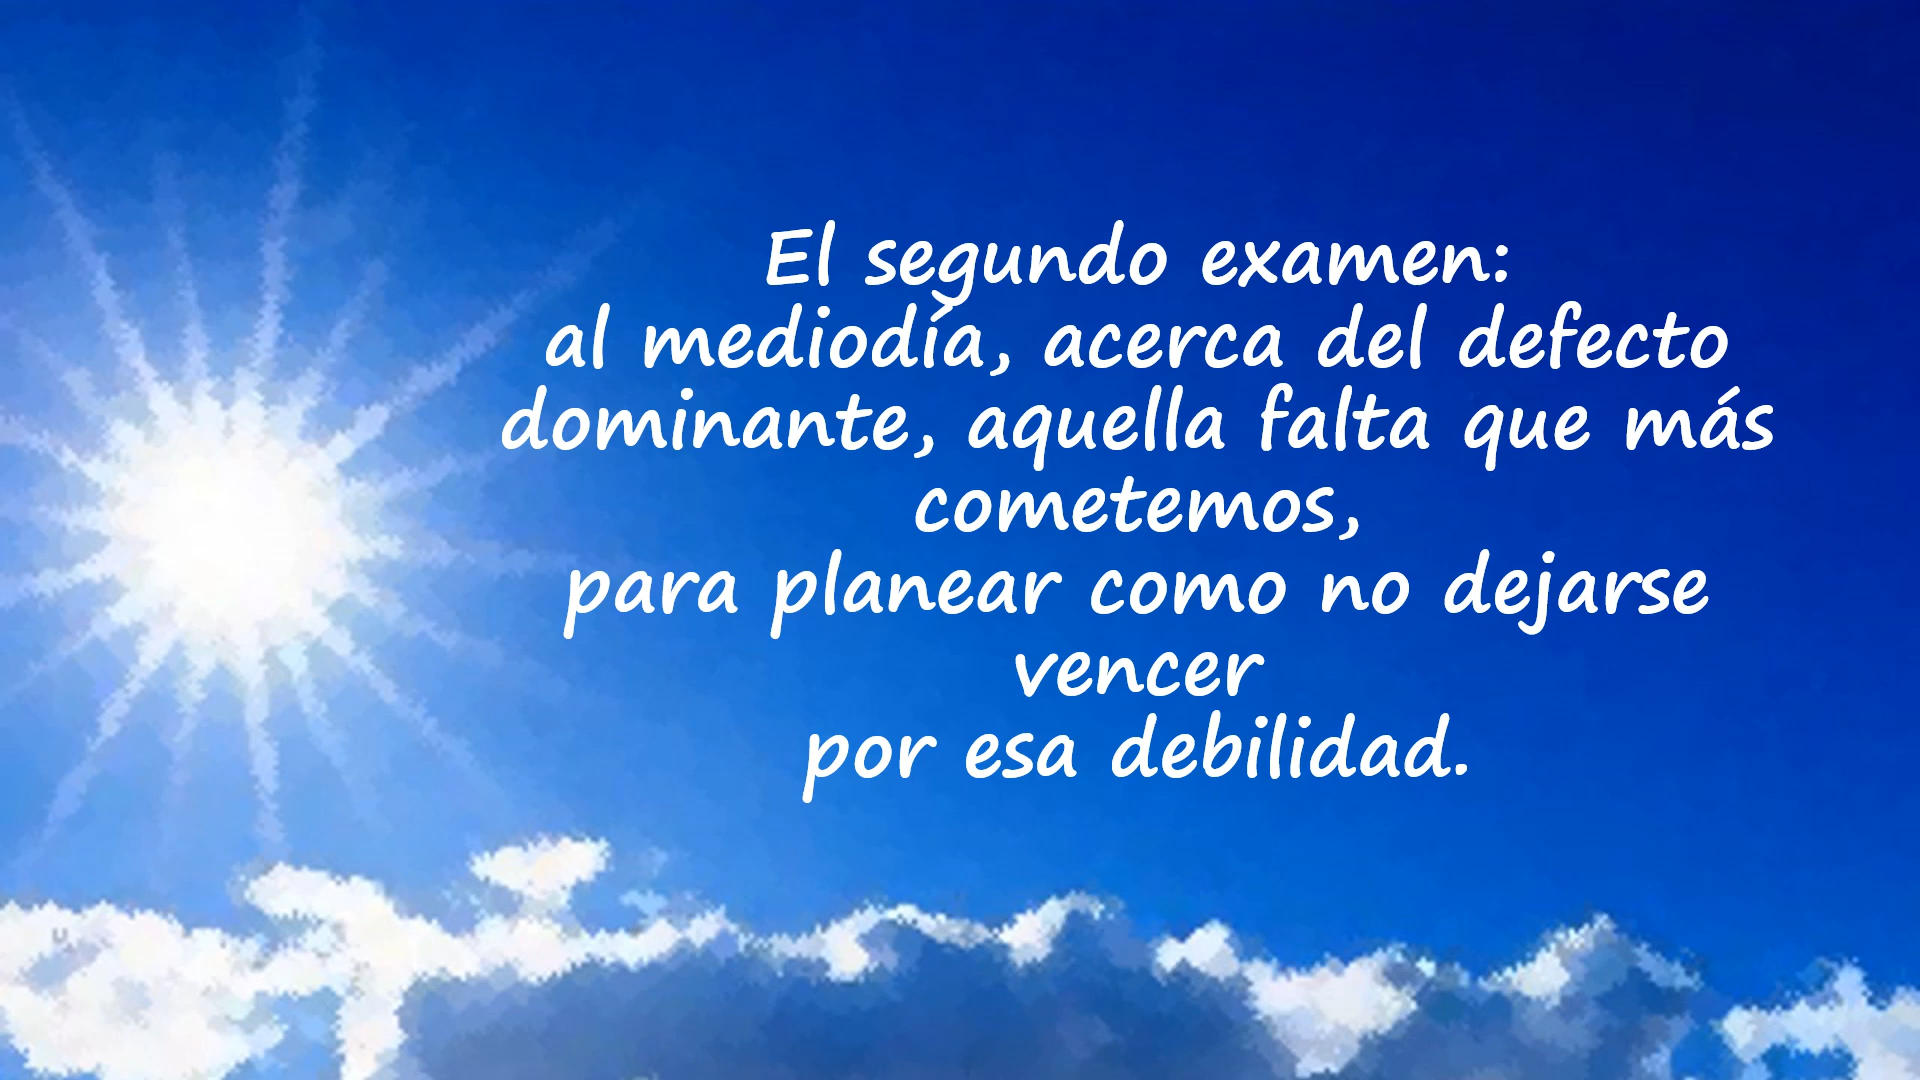 El segundo examen:
al mediodía, acerca del defecto
dominante, aquella falta que más
cometemos,
para planear como no dejarse
vencer
por esa debilidad.